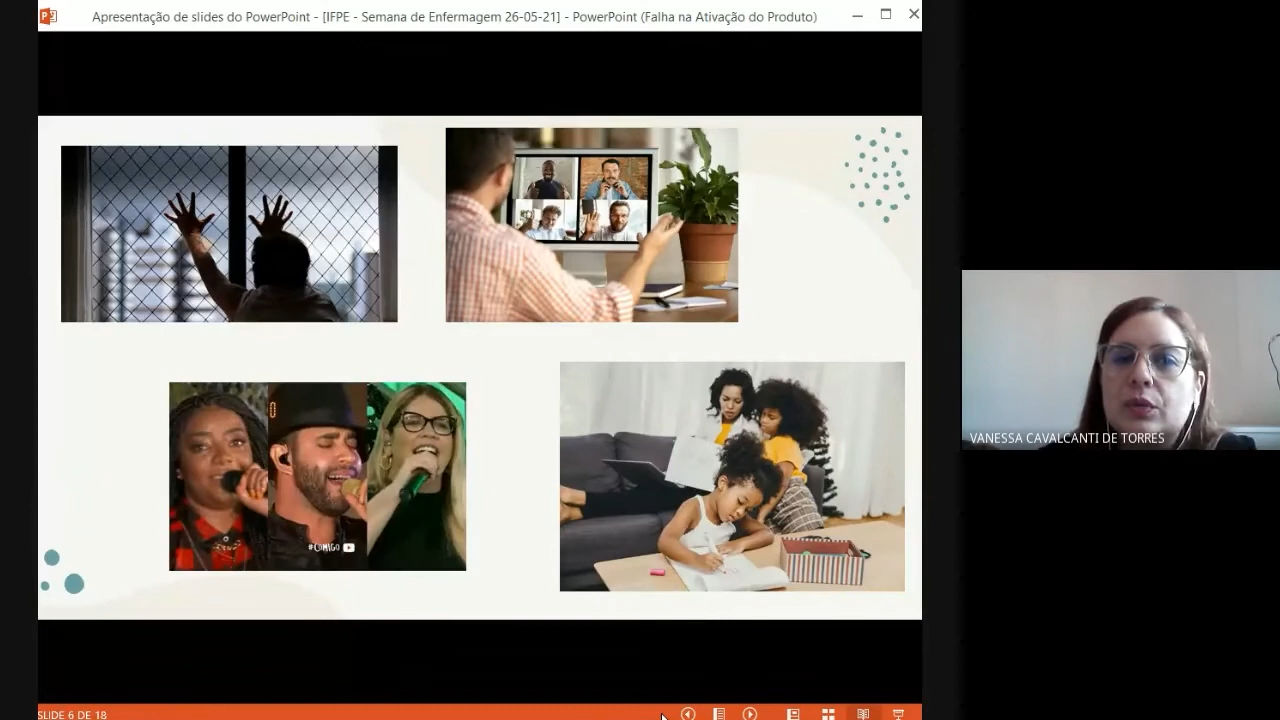 Apresentação de slides do PowerPoint - [IFPE - Semana de Enfermagem 26-05-21] - PowerPoint (Falha na Ativação do Produto)
#COMIGO
VANESSA CAVALCANTI DE TORRES
SLIDE 6 DE 18